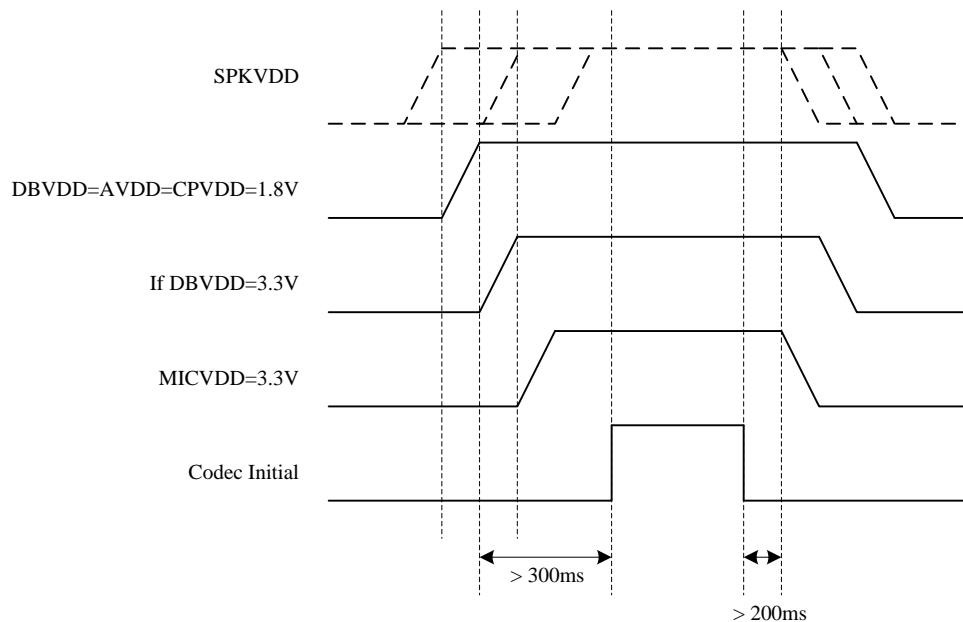 SPKVDD
DBVDD=AVDD=CPVDD=1.8V
If DBVDD=3.3V
MICVDD=3.3V
Codec Initial
> 300ms
> 200ms